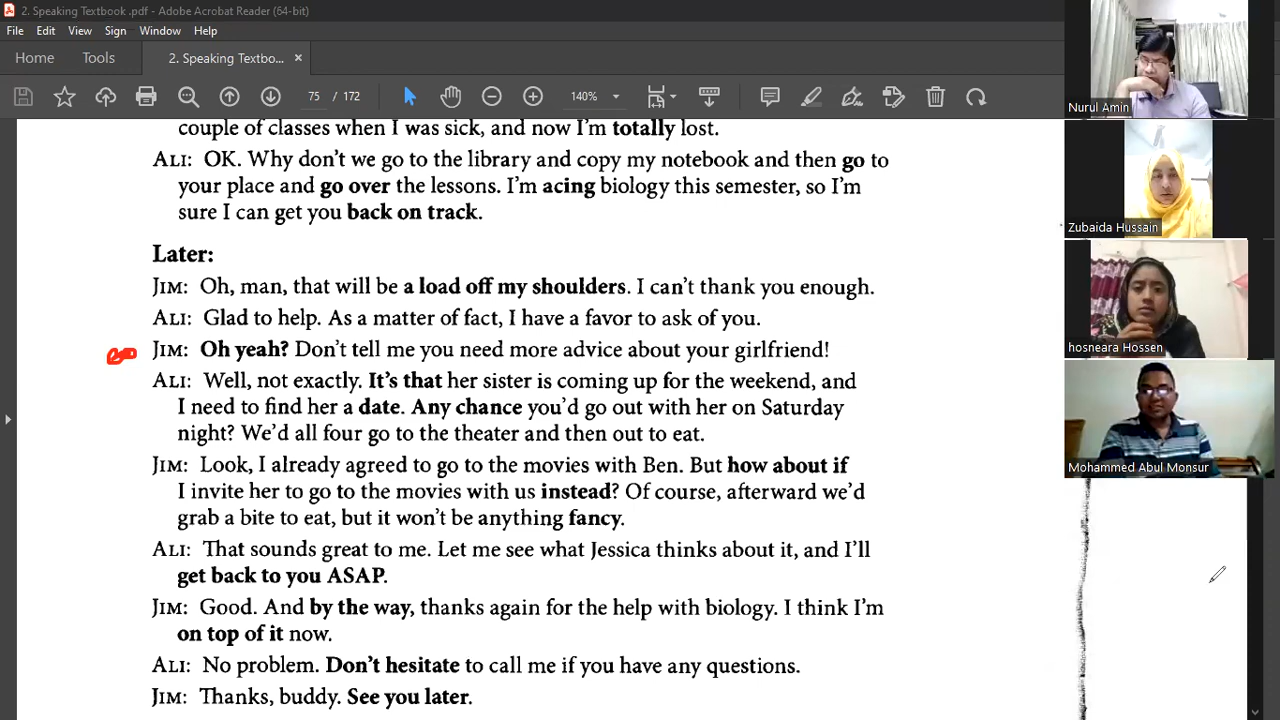 2. Speaking Textbook .pdf - Adobe Acrobat Reader (64-bit)
File Edit View Sign Window Help
Home Tools 2. Speaking Textbo... ×
75 / 172 140%
couple of classes when I was sick, and now I'm totally lost.
ALI: OK. Why don't we go to the library and copy my notebook and then go to
your place and go over the lessons. I'm acing biology this semester, so I'm
sure I can get you back on track.
Later:
JIM: Oh, man, that will be a load off my shoulders. I can't thank you enough.
ALI: Glad to help. As a matter of fact, I have a favor to ask of you.
JIM: Oh yeah? Don't tell me you need more advice about your girlfriend!
ALI: Well, not exactly. It's that her sister is coming up for the weekend, and
I need to find her a date. Any chance you'd go out with her on Saturday
night? We'd all four go to the theater and then out to eat.
JIM: Look, I already agreed to go to the movies with Ben. But how about if
I invite her to go to the movies with us instead? Of course, afterward we'd
grab a bite to eat, but it won't be anything fancy.
ALI: That sounds great to me. Let me see what Jessica thinks about it, and I'll
get back to you ASAP.
JIM: Good. And by the way, thanks again for the help with biology. I think I'm
on top of it now.
ALI: No problem. Don't hesitate to call me if you have any questions.
JIM: Thanks, buddy. See you later.
Nurul Amin
Zubaida Hussain
hosneara Hossen
Mohammed Abul Monsur